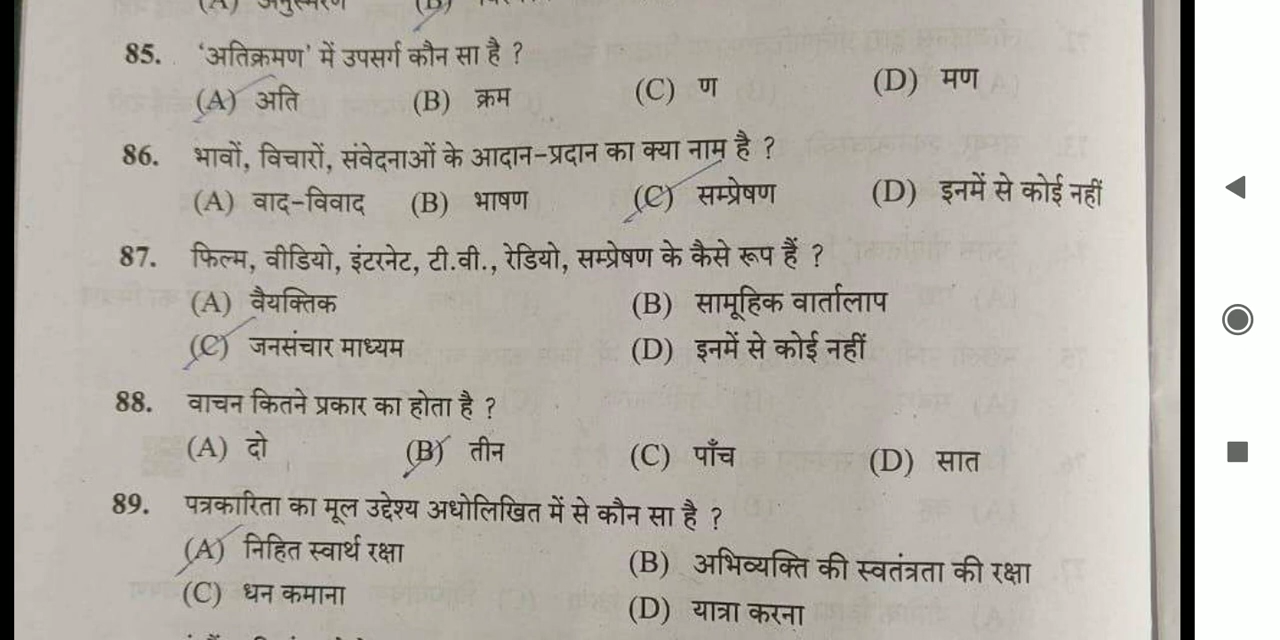 (A) अनुस्मरण (B)
85. 'अतिक्रमण' में उपसर्ग कौन सा है ?
(A) अति (B) क्रम (C) ण (D) मण
86. भावों, विचारों, संवेदनाओं के आदान-प्रदान का क्या नाम है ?
(A) वाद-विवाद (B) भाषण (C) सम्प्रेषण (D) इनमें से कोई नहीं
87. फिल्म, वीडियो, इंटरनेट, टी.वी., रेडियो, सम्प्रेषण के कैसे रूप हैं ?
(A) वैयक्तिक (B) सामूहिक वार्तालाप
(C) जनसंचार माध्यम (D) इनमें से कोई नहीं
88. वाचन कितने प्रकार का होता है ?
(A) दो (B) तीन (C) पाँच (D) सात
89. पत्रकारिता का मूल उद्देश्य अधोलिखित में से कौन सा है ?
(A) निहित स्वार्थ रक्षा (B) अभिव्यक्ति की स्वतंत्रता की रक्षा
(C) धन कमाना (D) यात्रा करना